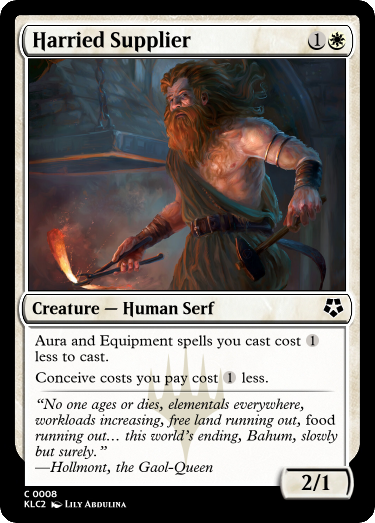 Harried Supplier 1
Creature — Human Serf
Aura and Equipment spells you cast cost 1
less to cast.
Conceive costs you pay cost 1 less.
"No one ages or dies, elementals everywhere,
workloads increasing, free land running out, food
running out... this world's ending, Bahum, slowly
but surely."
—Hollmont, the Gaol-Queen
2/1
C 0008
KLC2 Lily Abdulina